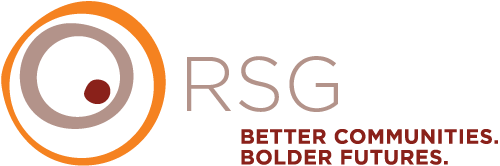 RSG
BETTER COMMUNITIES.
BOLDER FUTURES.